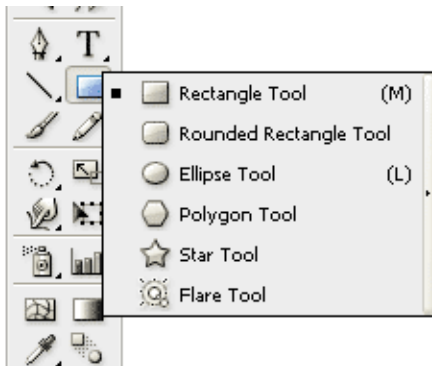 T
Rectangle Tool (M)
Rounded Rectangle Tool
Ellipse Tool (L)
Polygon Tool
Star Tool
Flare Tool